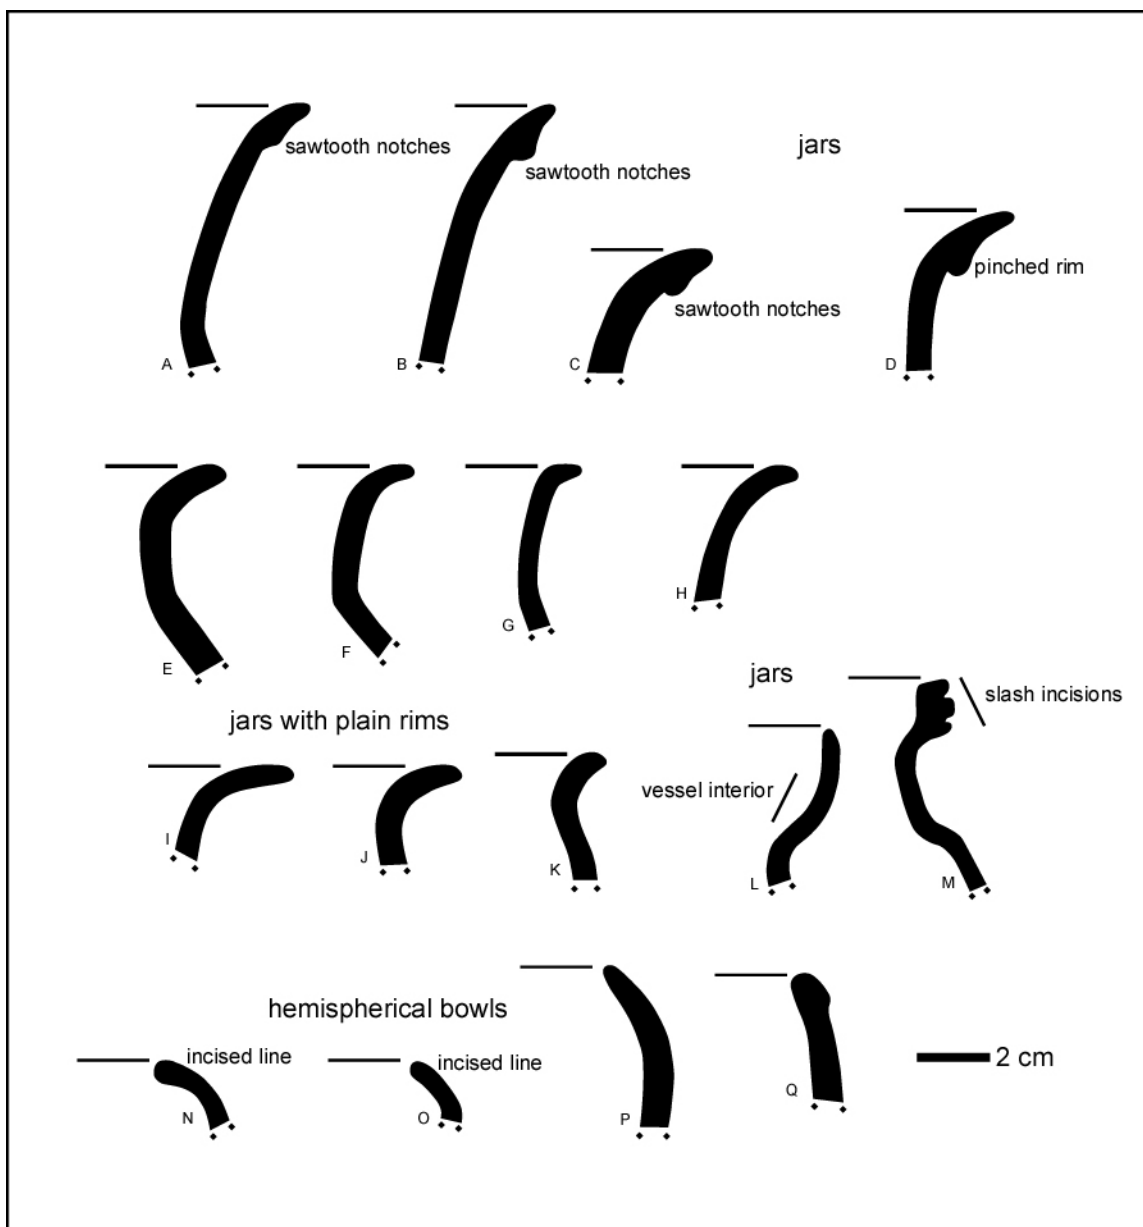 jars
sawtooth notches
sawtooth notches
pinched rim
sawtooth notches
A
B
C
D
E
F
G
H
jars
slash incisions
jars with plain rims
vessel interior
I
J
K
L
M
hemispherical bowls
incised line
incised line
2 cm
N
O
P
Q